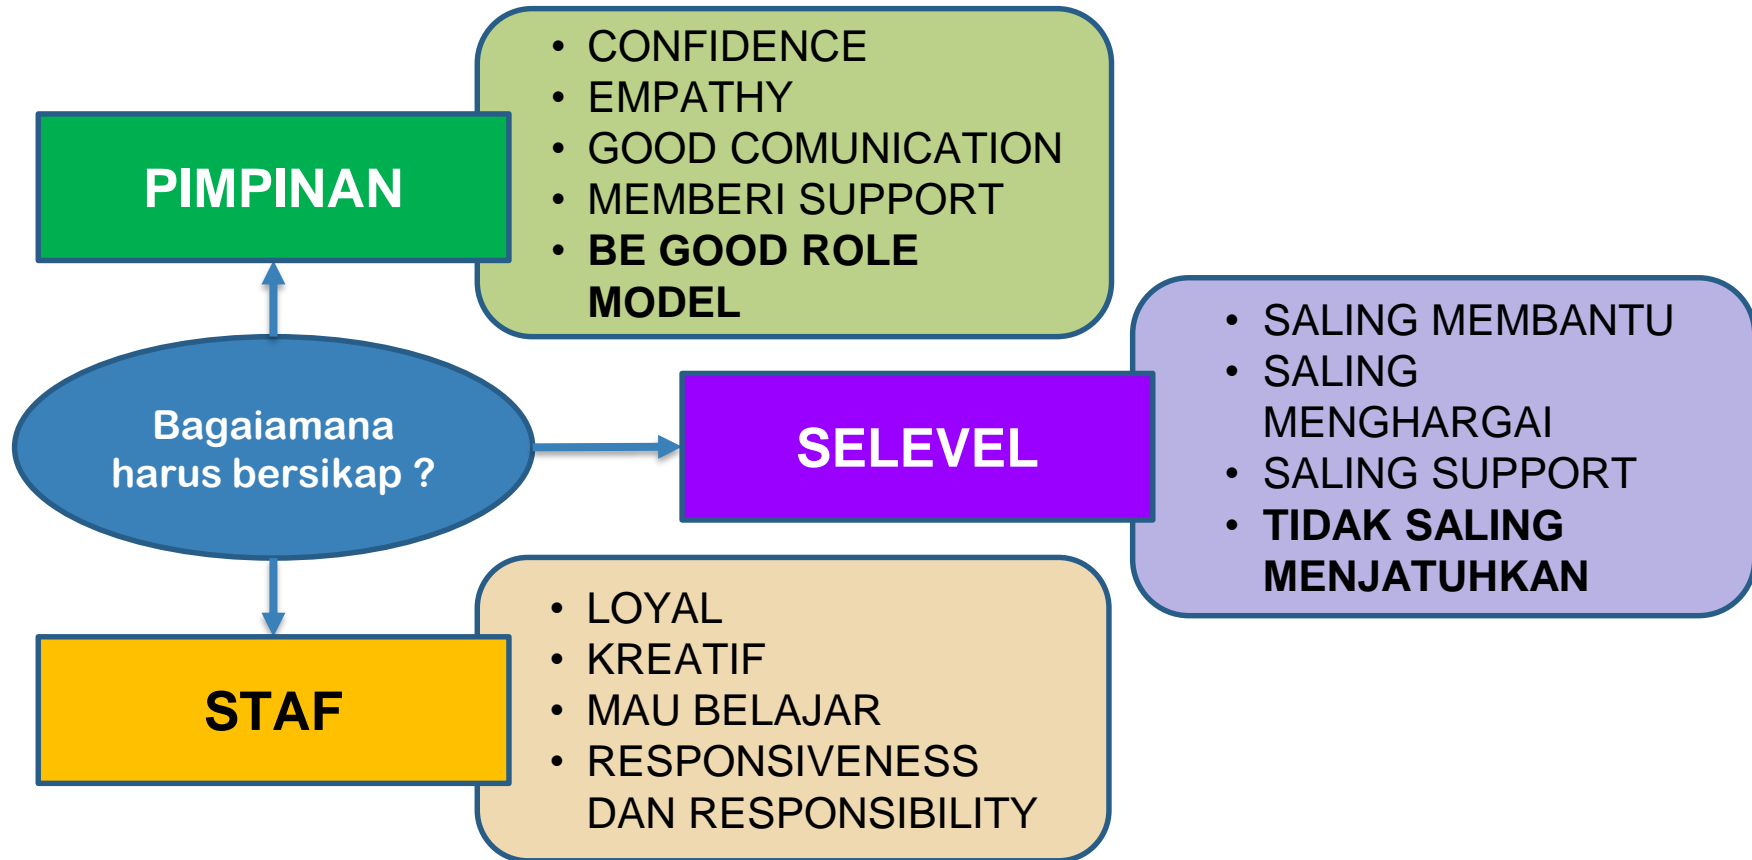 Bagaiamana
harus bersikap ?
PIMPINAN
• CONFIDENCE
• EMPATHY
• GOOD COMUNICATION
• MEMBERI SUPPORT
• BE GOOD ROLE
MODEL
SELEVEL
• SALING MEMBANTU
• SALING
MENGHARGAI
• SALING SUPPORT
• TIDAK SALING
MENJATUHKAN
STAF
• LOYAL
• KREATIF
• MAU BELAJAR
• RESPONSIVENESS
DAN RESPONSIBILITY